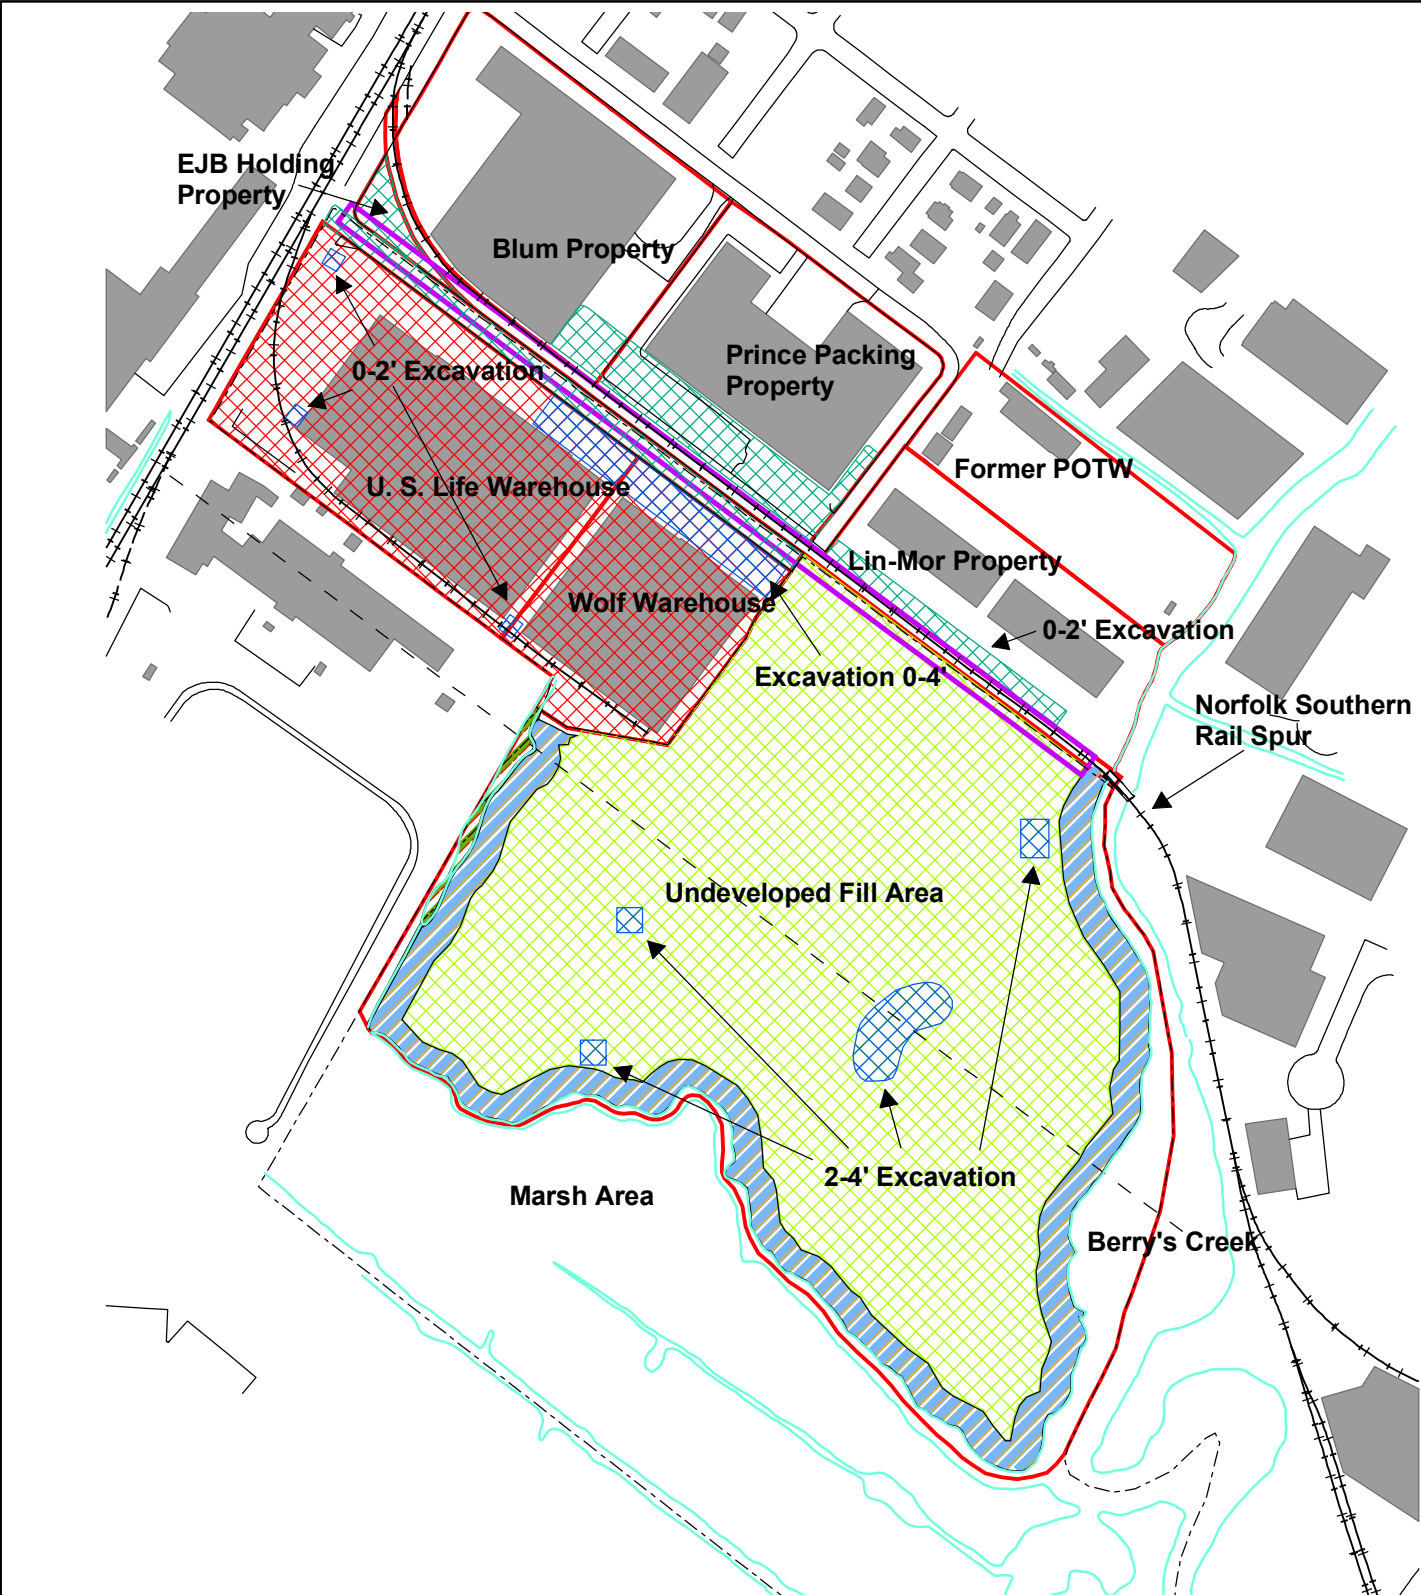 EJB Holding
Property
Blum Property
Prince Packing
Property
0-2' Excavation
Former POTW
U. S. Life Warehouse
Lin-Mor Property
Wolf Warehouse
0-2' Excavation
Excavation 0-4'
Norfolk Southern
Rail Spur
Undeveloped Fill Area
2-4' Excavation
Marsh Area
Berry's Creek